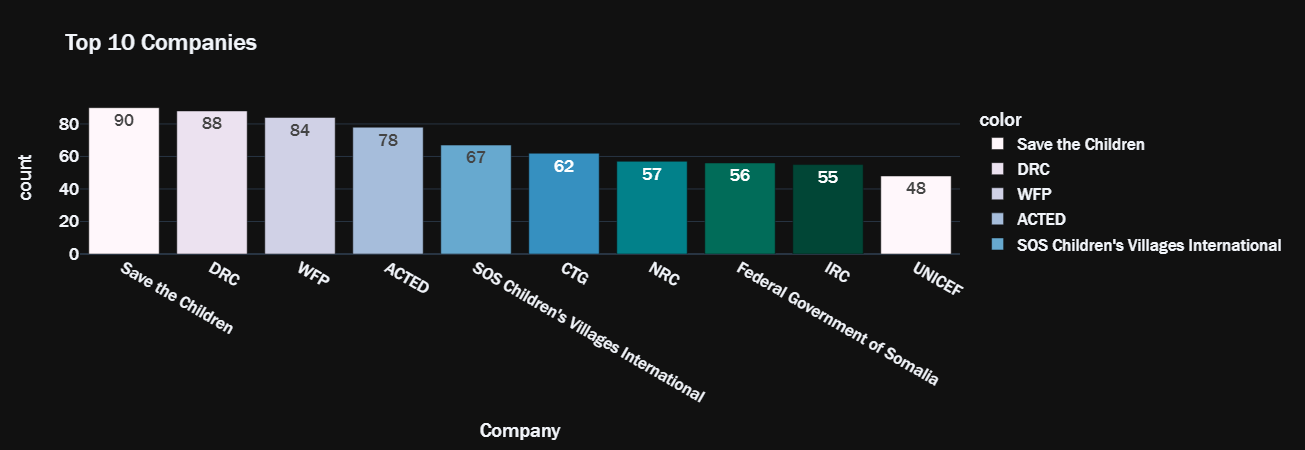 Top 10 Companies
count
80
60
40
20
0
90
88
84
78
67
62
57
56
55
48
Save the Children
DRC
WFP
ACTED
SOS Children's Villages International
CTG
NRC
Federal Government of Somalia
IRC
UNICEF
Company
color
Save the Children
DRC
WFP
ACTED
SOS Children's Villages International